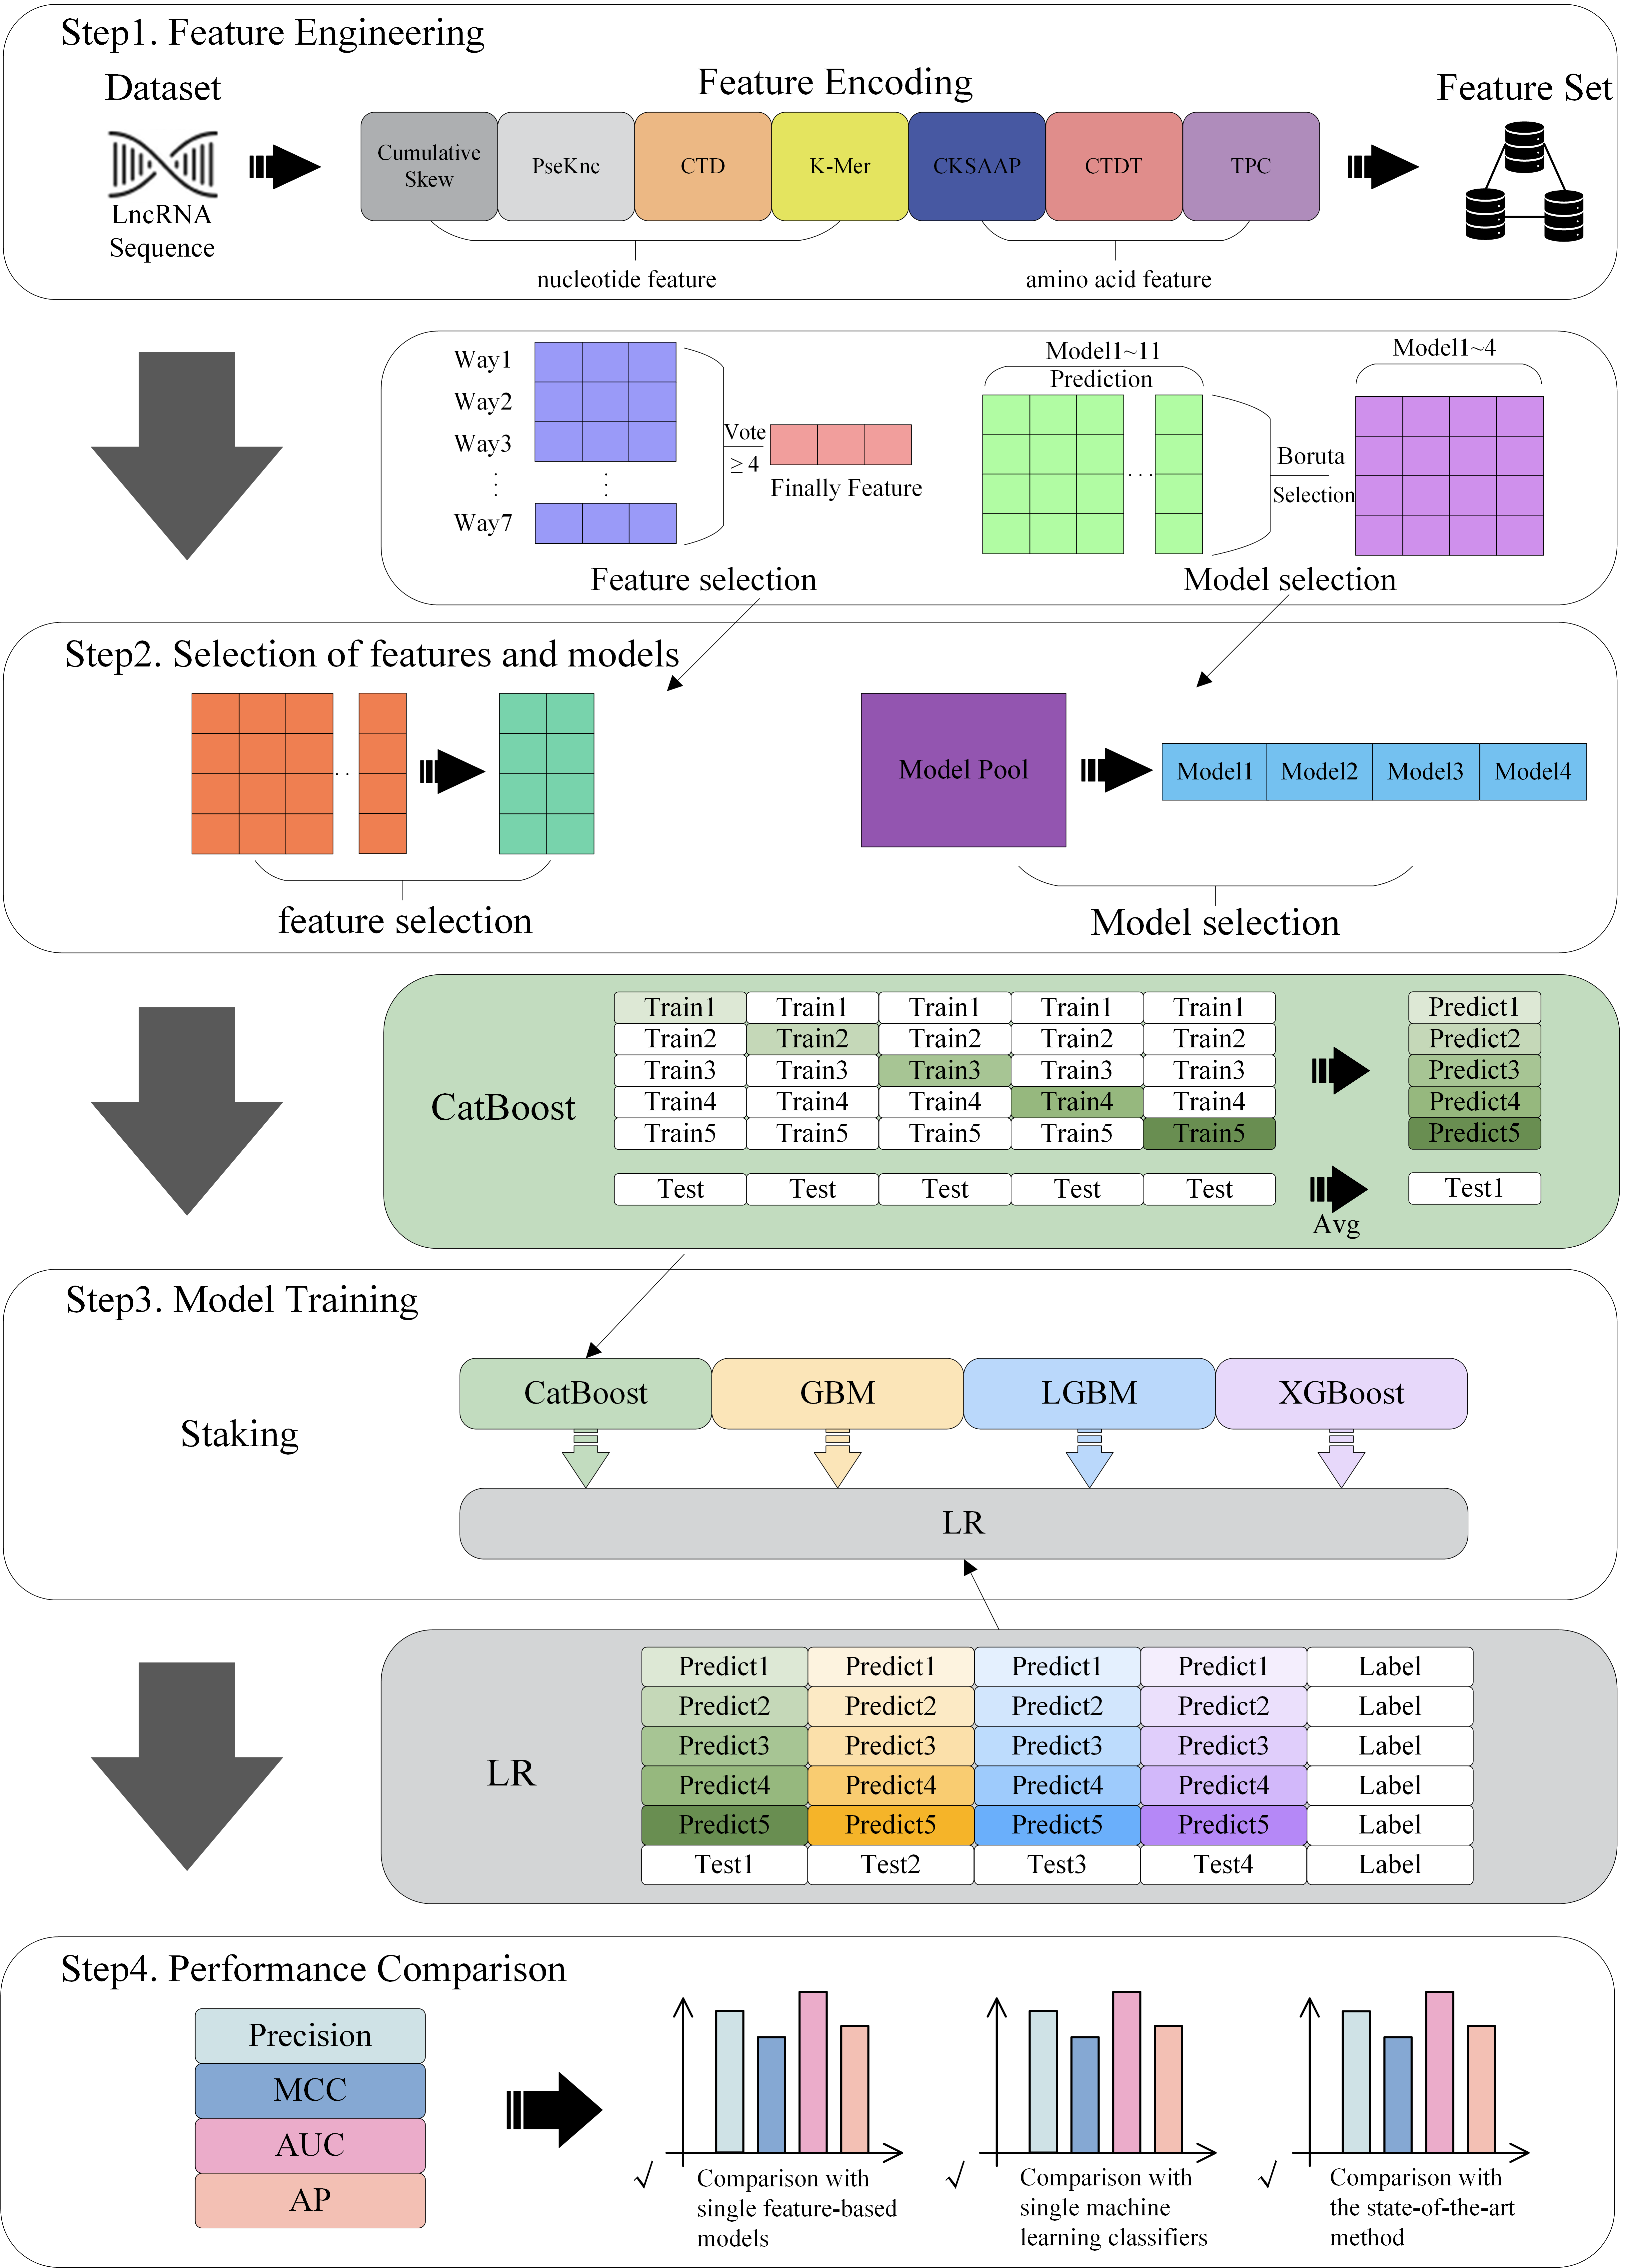 Step1. Feature Engineering
Dataset
Feature Encoding
Feature Set
LncRNA
Sequence
Cumulative
Skew
PseKnc
CTD
K-Mer
CKSAAP
CTDT
TPC
nucleotide feature
amino acid feature
Way1
Way2
Way3
Way7
Vote
≥4
Finally Feature
Feature selection
Model1~11
Prediction
Boruta
Selection
Model1~4
Model selection
Step2. Selection of features and models
feature selection
Model Pool
Model1 Model2 Model3 Model4
Model selection
CatBoost
Train1 Train1 Train1 Train1 Train1 Predict1
Train2 Train2 Train2 Train2 Train2 Predict2
Train3 Train3 Train3 Train3 Train3 Predict3
Train4 Train4 Train4 Train4 Train4 Predict4
Train5 Train5 Train5 Train5 Train5 Predict5
Test Test Test Test Test Test1
Avg
Step3. Model Training
Staking
CatBoost GBM LGBM XGBoost
LR
LR
Predict1 Predict1 Predict1 Predict1 Label
Predict2 Predict2 Predict2 Predict2 Label
Predict3 Predict3 Predict3 Predict3 Label
Predict4 Predict4 Predict4 Predict4 Label
Predict5 Predict5 Predict5 Predict5 Label
Test1 Test2 Test3 Test4 Label
Step4. Performance Comparison
Precision
MCC
AUC
AP
√ Comparison with
single feature-based
models
√ Comparison with
single machine
learning classifiers
√ Comparison with
the state-of-the-art
method